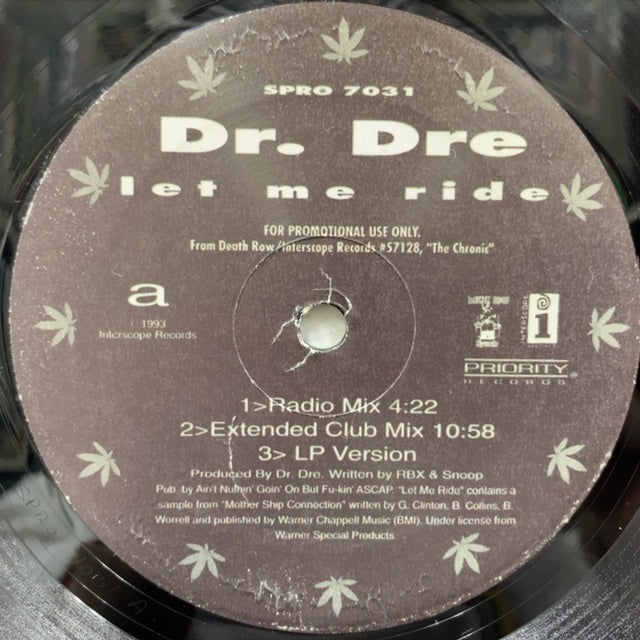 SPRO 7031
Dr. Dre
let me ride
FOR PROMOTIONAL USE ONLY.
From Death Row/Interscope Records #57128, "The Chronic"
a
1993
Interscope Records
INTERSCOPE
PRIORITY
RECORDS
1>Radio Mix 4:22
2>Extended Club Mix 10:58
3> LP Version
Produced By Dr. Dre. Written by RBX & Snoop
Pub. by Ain't Nuthin' Goin' On But Fu-kin' ASCAP. "Let Me Ride" contains a
sample from "Mother Ship Connection" written by G. Clinton, B. Collins, B.
Worrell and published by Warner Chappell Music (BMI). Under license from
Warner Special Products.
SPRO